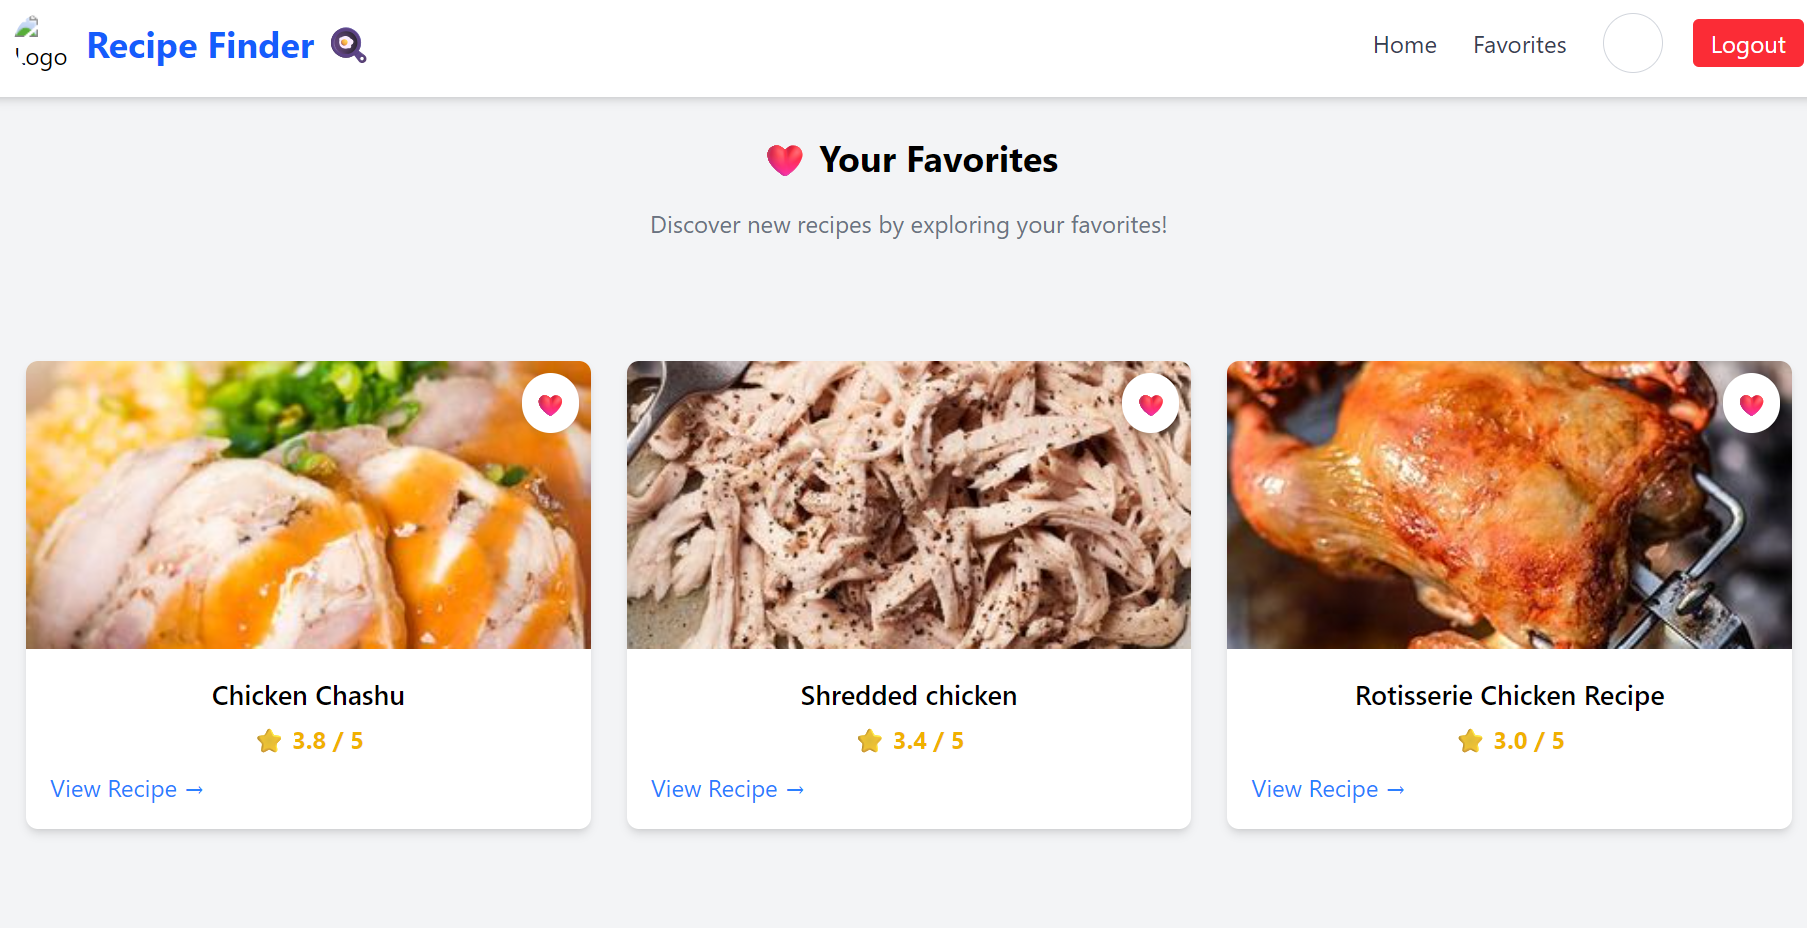 Logo
Recipe Finder
Home
Favorites
Logout
Your Favorites
Discover new recipes by exploring your favorites!
Chicken Chashu
3.8 / 5
View Recipe →
Shredded chicken
3.4 / 5
View Recipe →
Rotisserie Chicken Recipe
3.0 / 5
View Recipe →